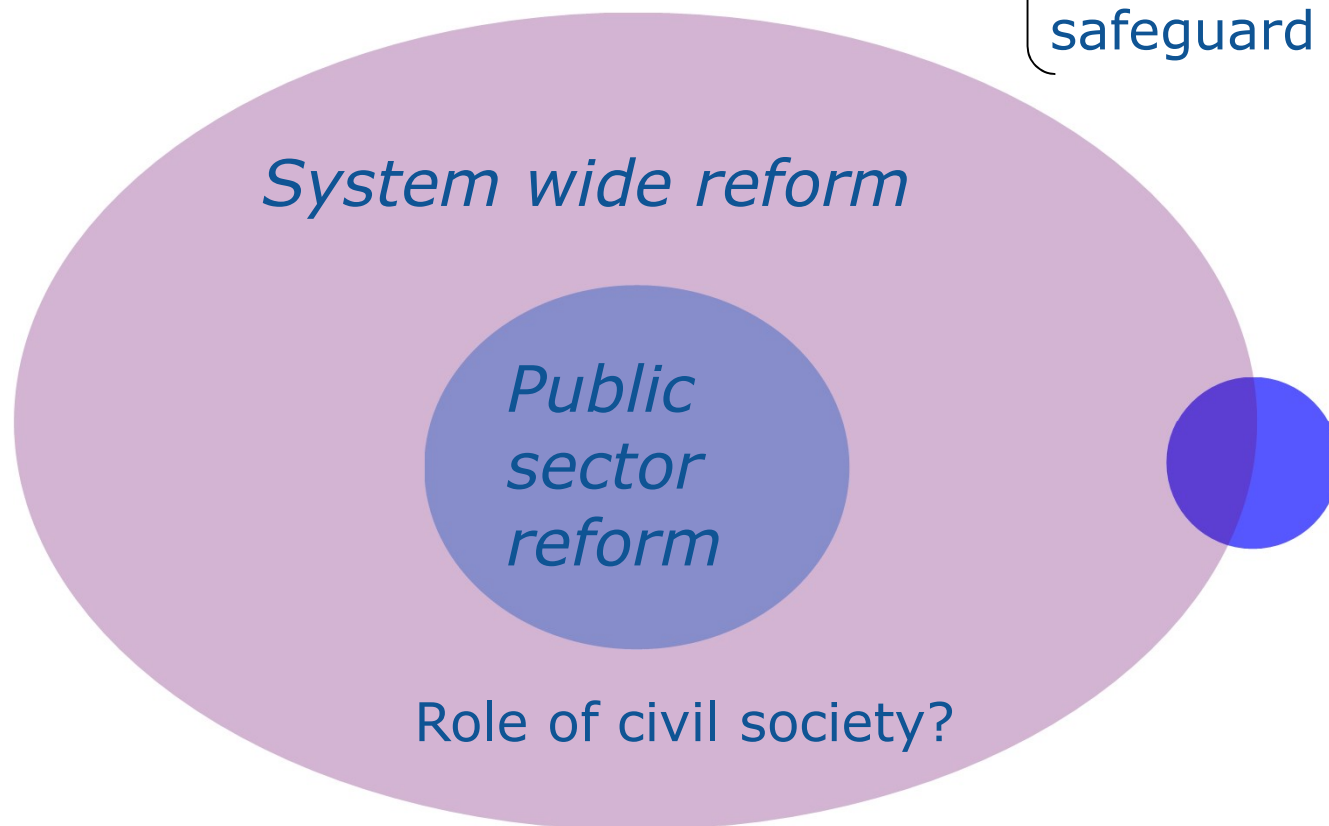 safeguard
System wide reform
Public
sector
reform
Role of civil society?